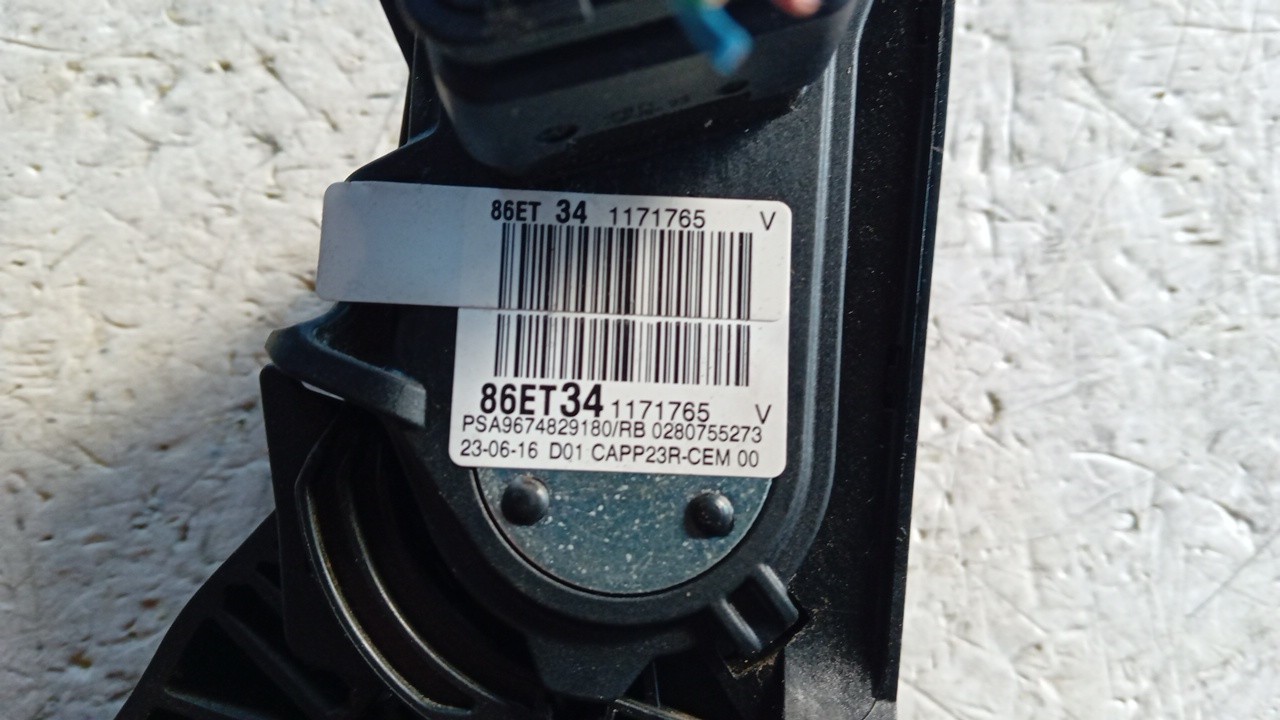 86ET 34 1171765 V
86ET34 1171765 V
PSA9674829180/RB 0280755273
23-06-16 D01 CAPP23R-CEM 00